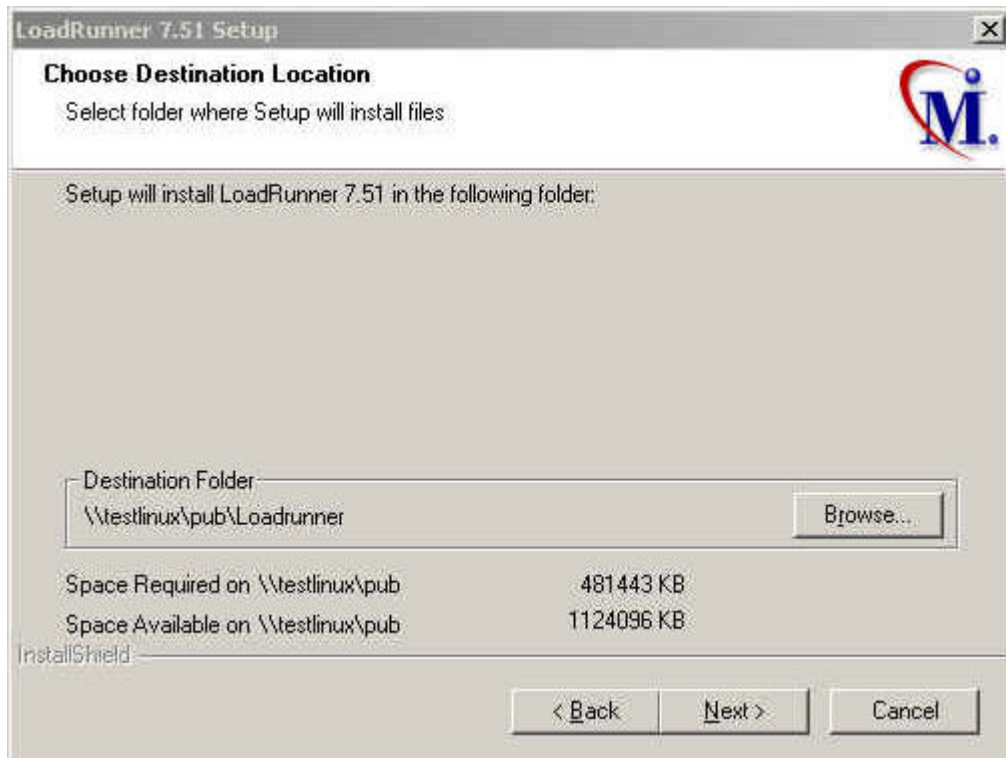 LoadRunner 7.51 Setup
Choose Destination Location
Select folder where Setup will install files
M.
Setup will install LoadRunner 7.51 in the following folder:
Destination Folder
\\testlinux\pub\Loadrunner
Browse...
Space Required on \\testlinux\pub 481443 KB
Space Available on \\testlinux\pub 1124096 KB
InstallShield
< Back Next > Cancel